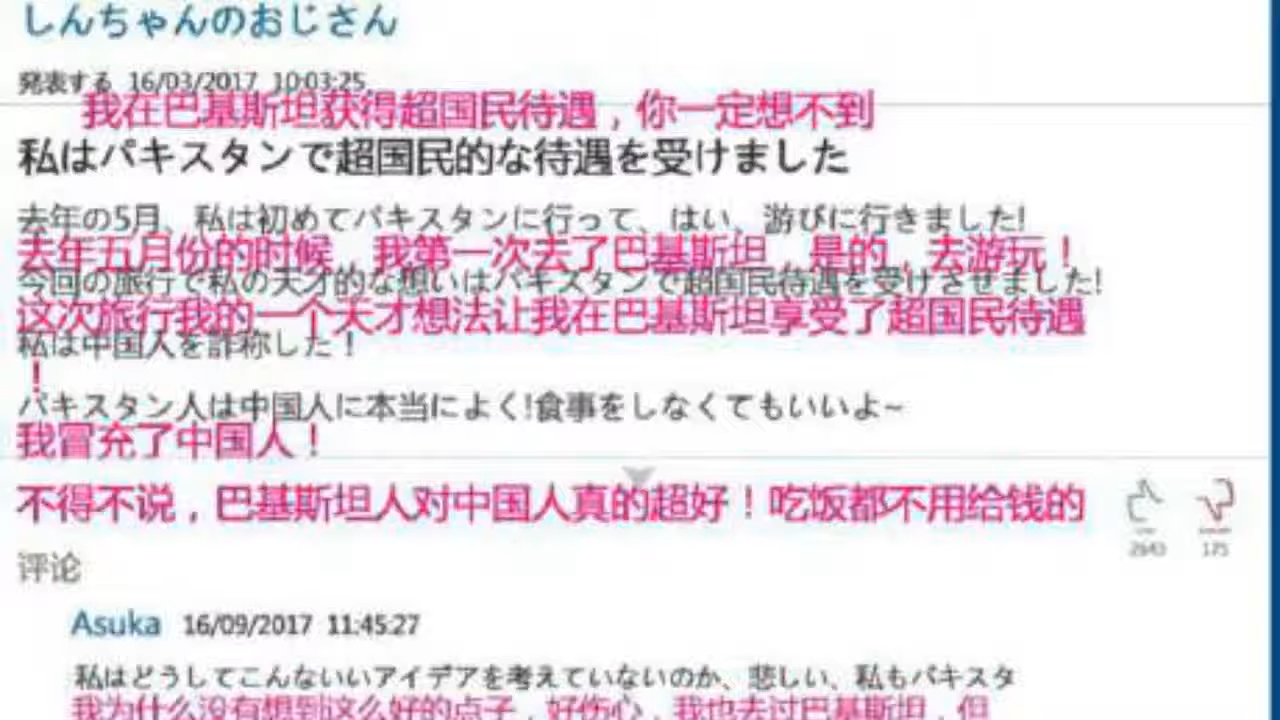 しんちゃんのおじさん
発表する 16/03/2017 10:03:25
我在巴基斯坦获得超国民待遇，你一定想不到
私はパキスタンで超国民的な待遇を受けました
去年の5月、私は初めてパキスタンに行って、はい、游びに行きました!
去年五月份的时候，我第一次去了巴基斯坦，是的，去游玩！
今回の旅行で私の天才的な想いはパキスタンで超国民待遇を受けさせました!
这次旅行我的一个天才想法让我在巴基斯坦享受了超国民待遇
私は中国人を詐称した！
！
パキスタン人は中国人に本当によく!食事をしなくてもいいよ~
我冒充了中国人！
不得不说，巴基斯坦人对中国人真的超好！吃饭都不用给钱的
2643 175
评论
Asuka 16/09/2017 11:45:27
私はどうしてこんないいアイデアを考えていないのか、悲しい、私もパキスタ
我为什么没有想到这么好的点子，好伤心，我也去过巴基斯坦，但